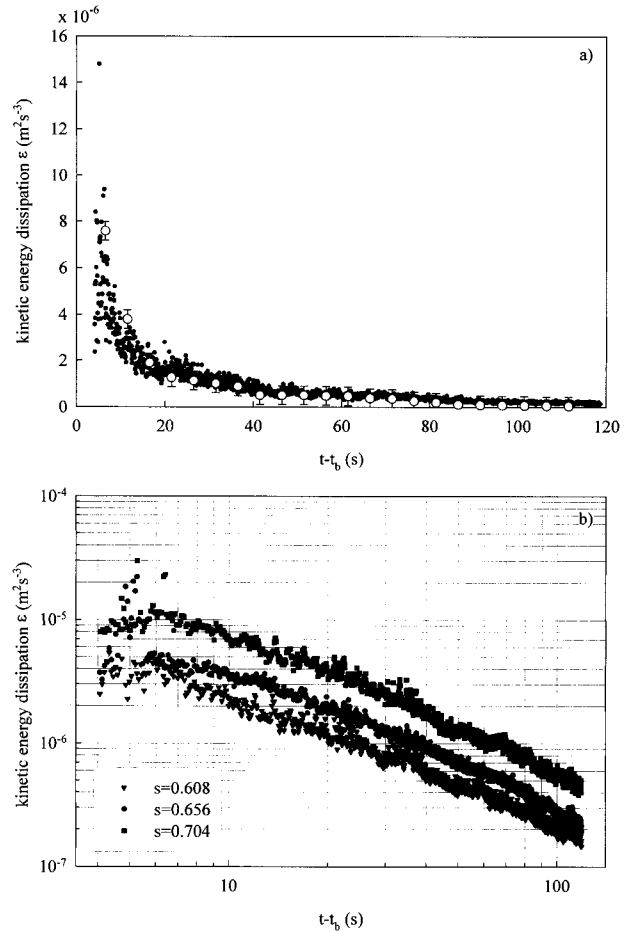 x 10-6
16
a)
14
12
10
8
6
4
2
0
kinetic energy dissipation ε (m2s-3)
0 20 40 60 80 100 120
t-tb (s)
10-4
b)
10-5
10-6
10-7
kinetic energy dissipation ε (m2s-3)
s=0.608
s=0.656
s=0.704
10 100
t-tb (s)